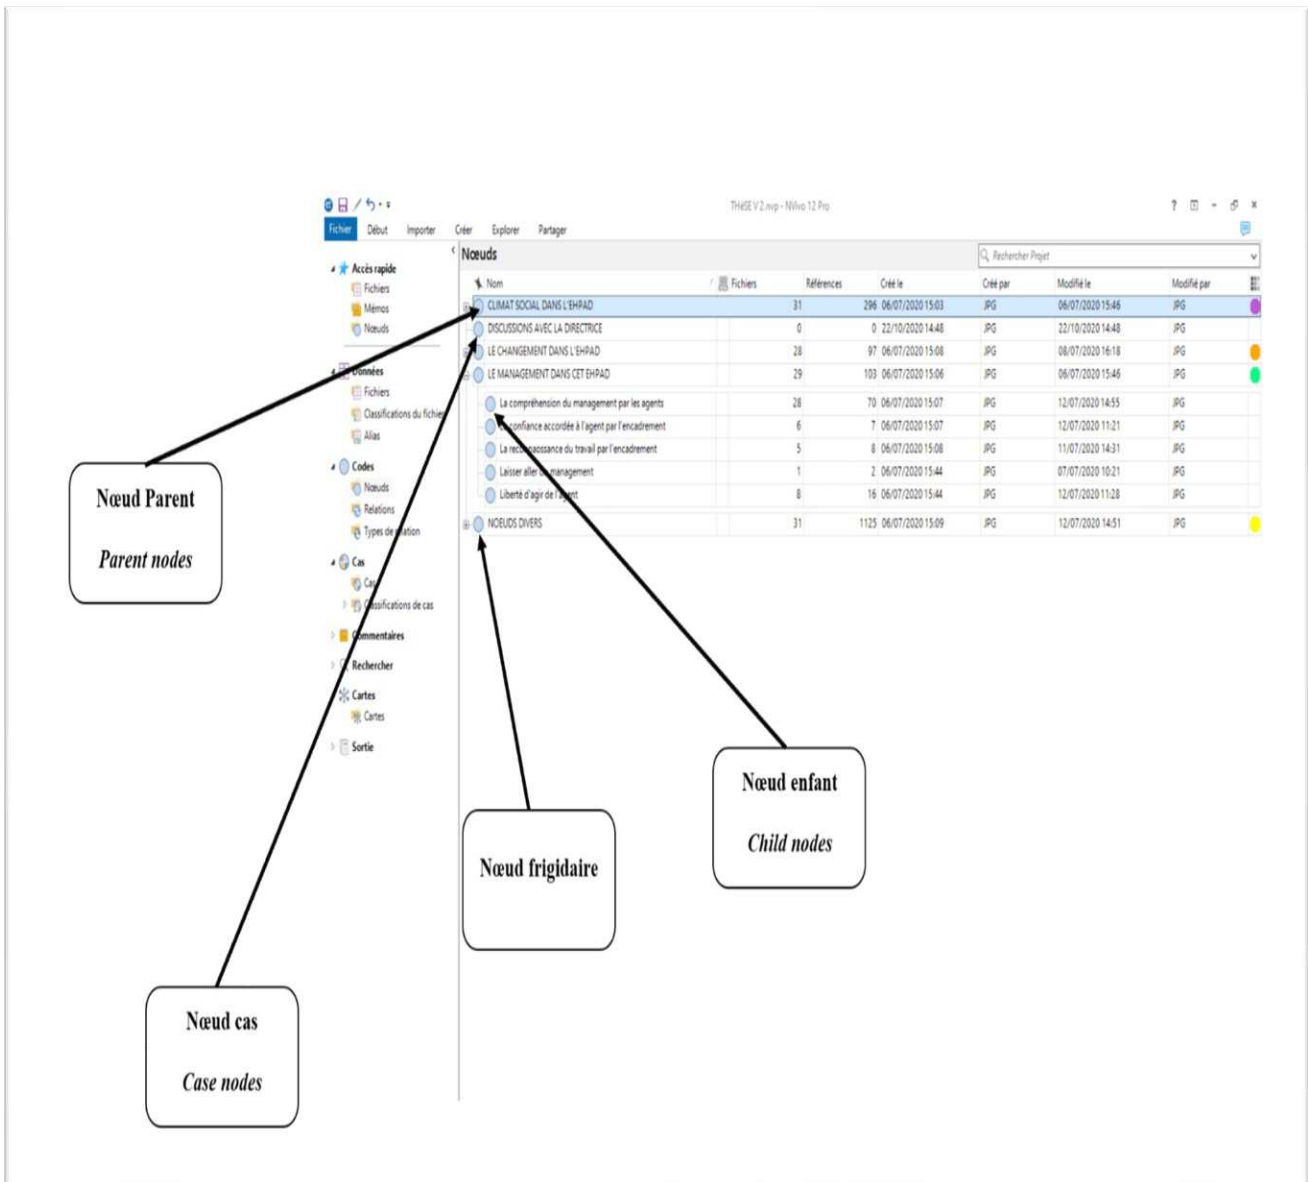 THéSE V 2.nvp - NVivo 12 Pro
Fichier Début Importer Créer Explorer Partager
Accès rapide
Fichiers
Mémos
Nœuds
Données
Fichiers
Classifications du fichier
Alias
Codes
Nœuds
Relations
Types de relation
Cas
Cas
Classifications de cas
Commentaires
Rechercher
Cartes
Cartes
Sortie
Nœuds
Rechercher Projet
Nom Fichiers Références Créé le Créé par Modifié le Modifié par
CLIMAT SOCIAL DANS L'EHPAD 31 296 06/07/2020 15:03 JPG 06/07/2020 15:46 JPG
DISCUSSIONS AVEC LA DIRECTRICE 0 0 22/10/2020 14:48 JPG 22/10/2020 14:48 JPG
LE CHANGEMENT DANS L'EHPAD 28 97 06/07/2020 15:08 JPG 08/07/2020 16:18 JPG
LE MANAGEMENT DANS CET EHPAD 29 103 06/07/2020 15:06 JPG 06/07/2020 15:46 JPG
La compréhension du management par les agents 28 70 06/07/2020 15:07 JPG 12/07/2020 14:55 JPG
La confiance accordée à l'agent par l'encadrement 6 7 06/07/2020 15:07 JPG 12/07/2020 11:21 JPG
La reconnaissance du travail par l'encadrement 5 8 06/07/2020 15:08 JPG 11/07/2020 14:31 JPG
Laisser aller du management 1 2 06/07/2020 15:44 JPG 07/07/2020 10:21 JPG
Liberté d'agir de l'agent 8 16 06/07/2020 15:44 JPG 12/07/2020 11:28 JPG
NOEUDS DIVERS 31 1125 06/07/2020 15:09 JPG 12/07/2020 14:51 JPG
Nœud Parent
Parent nodes
Nœud enfant
Child nodes
Nœud frigidaire
Nœud cas
Case nodes